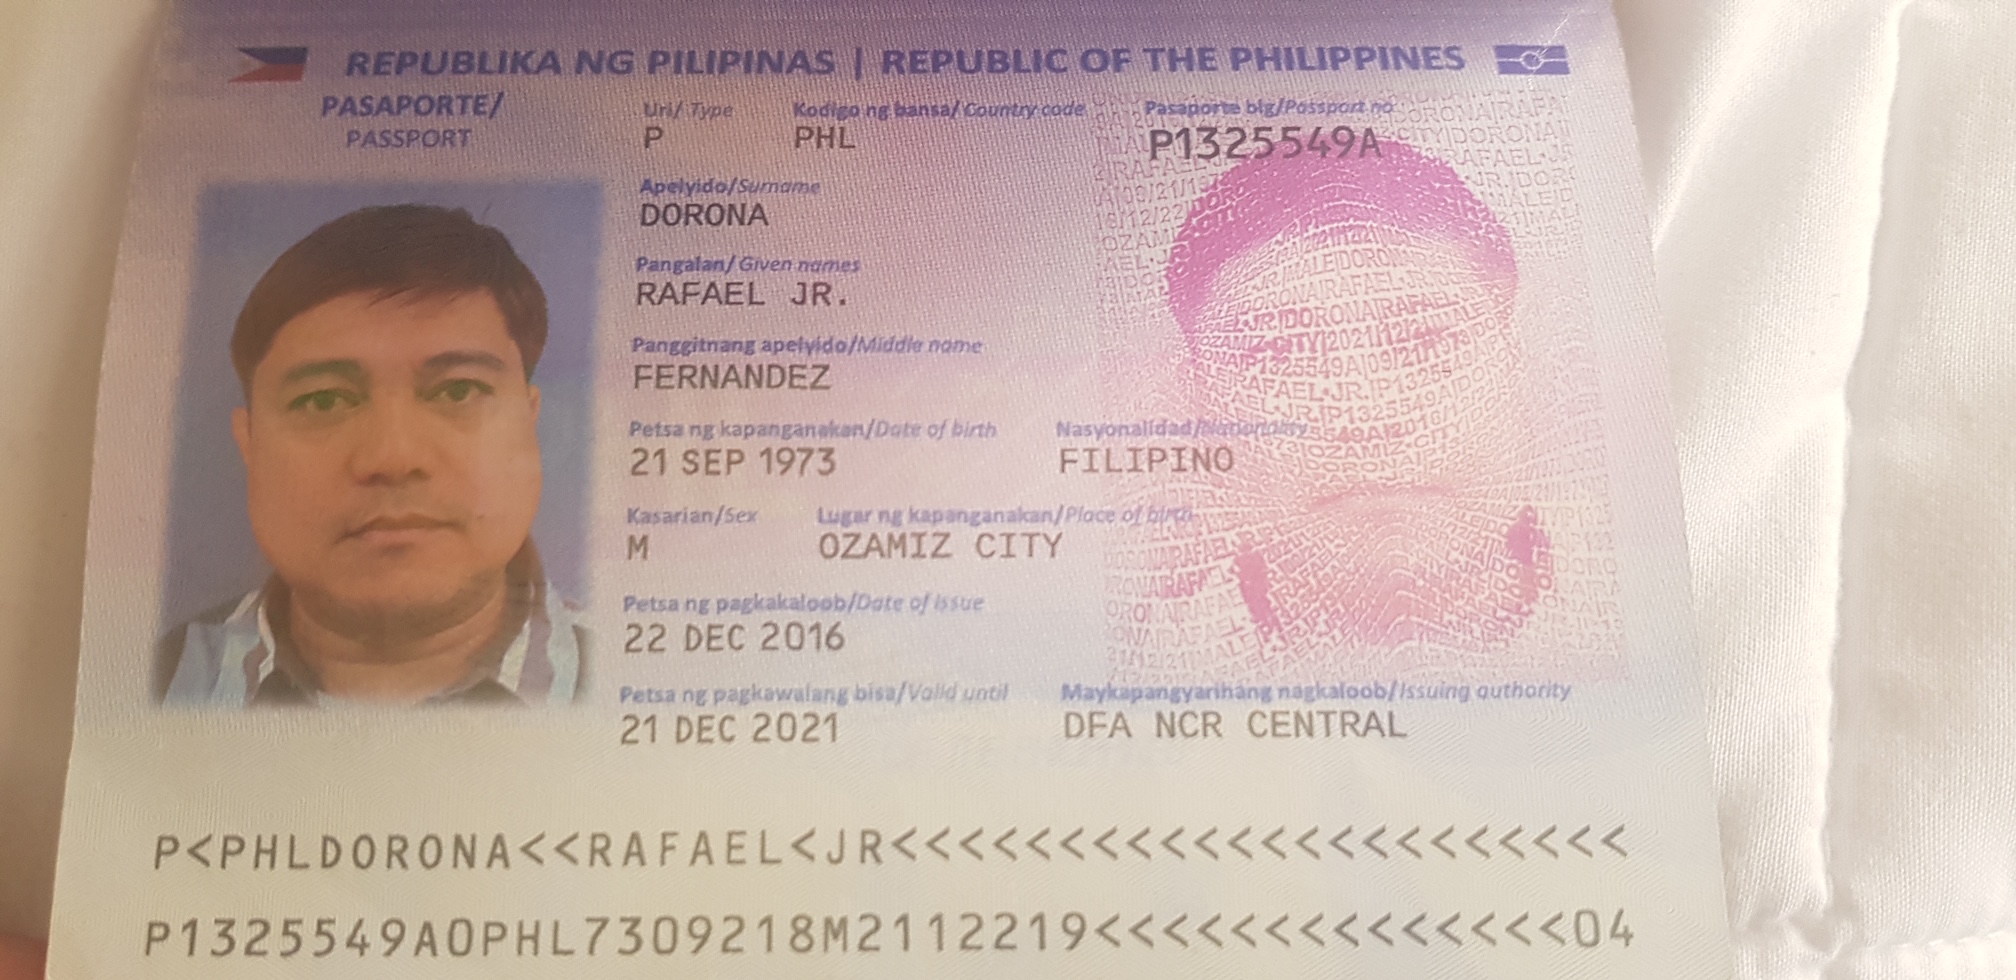 REPUBLIKA NG PILIPINAS | REPUBLIC OF THE PHILIPPINES
PASAPORTE/
PASSPORT
Uri/ Type
P
Kodigo ng bansa/ Country code
PHL
Pasaporte blg/Passport no.
P1325549A
Apelyido/Surname
DORONA
Pangalan/ Given names
RAFAEL JR.
Panggitnang apelyido/Middle name
FERNANDEZ
Petsa ng kapanganakan/Date of birth
21 SEP 1973
Nasyonalidad/Nationality
FILIPINO
Kasarian/Sex
M
Lugar ng kapanganakan/Place of birth
OZAMIZ CITY
Petsa ng pagkakaloob/Date of issue
22 DEC 2016
Petsa ng pagkawalang bisa/Valid until
21 DEC 2021
Maykapangyarihang nagkaloob/Issuing authority
DFA NCR CENTRAL
P<PHLDORONA<<RAFAEL<JR<<<<<<<<<<<<<<<<<<<<<<
P1325549A0PHL7309218M2112219<<<<<<<<<<<<<<04